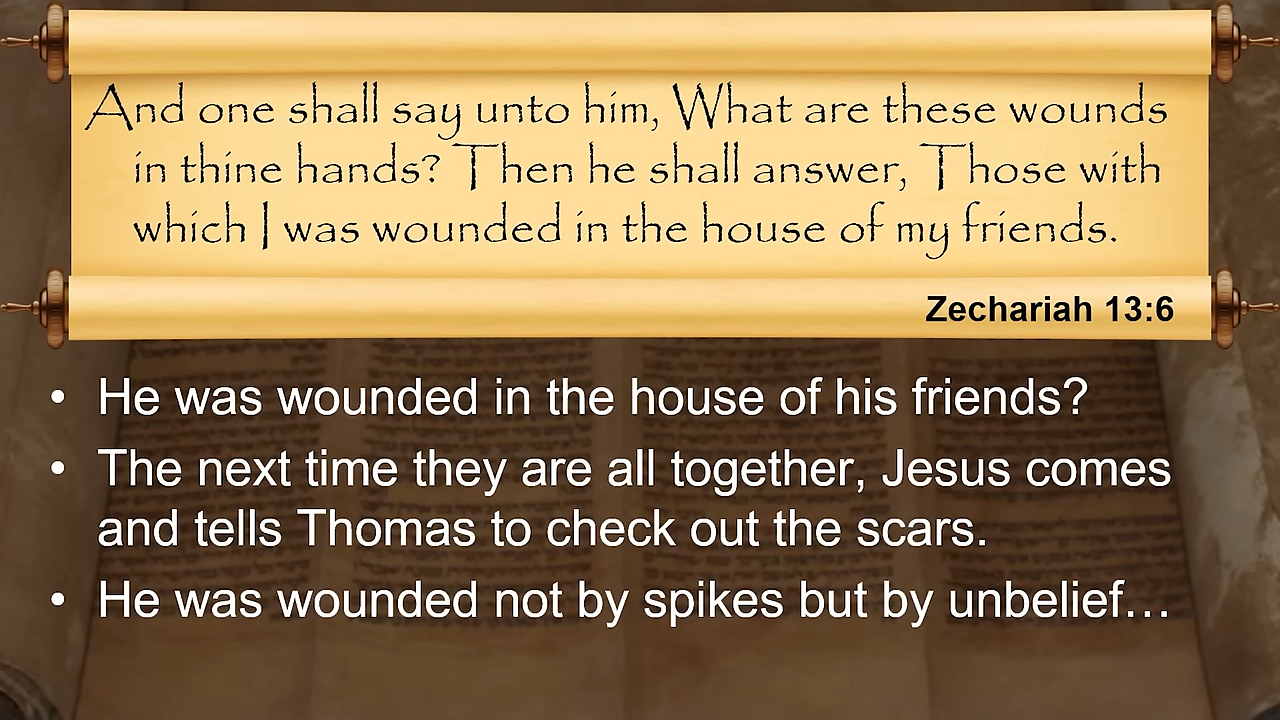 And one shall say unto him, What are these wounds
in thine hands? Then he shall answer, Those with
which I was wounded in the house of my friends.
Zechariah 13:6
• He was wounded in the house of his friends?
• The next time they are all together, Jesus comes
and tells Thomas to check out the scars.
• He was wounded not by spikes but by unbelief…